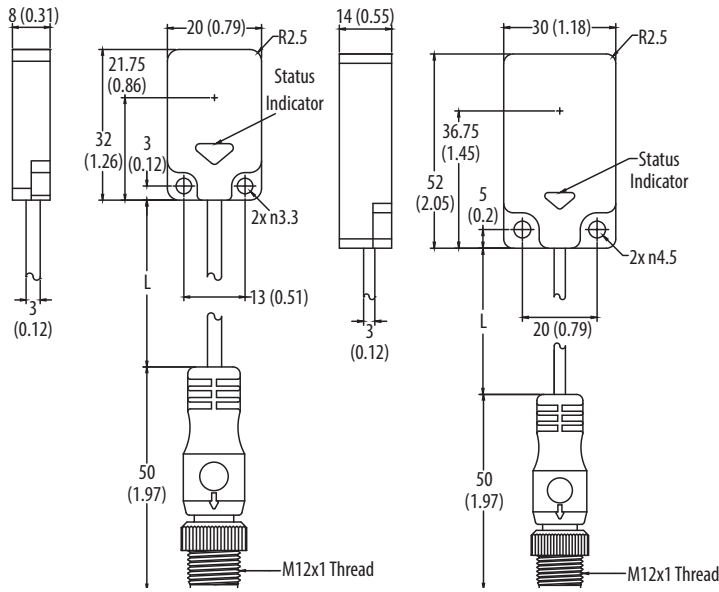 8 (0.31)
20 (0.79)
R2.5
21.75
(0.86)
Status
Indicator
32
(1.26)
3
(0.12)
2x n3.3
L
13 (0.51)
3
(0.12)
50
(1.97)
M12x1 Thread
14 (0.55)
30 (1.18)
R2.5
36.75
(1.45)
Status
Indicator
52
(2.05)
5
(0.2)
2x n4.5
L
20 (0.79)
3
(0.12)
50
(1.97)
M12x1 Thread